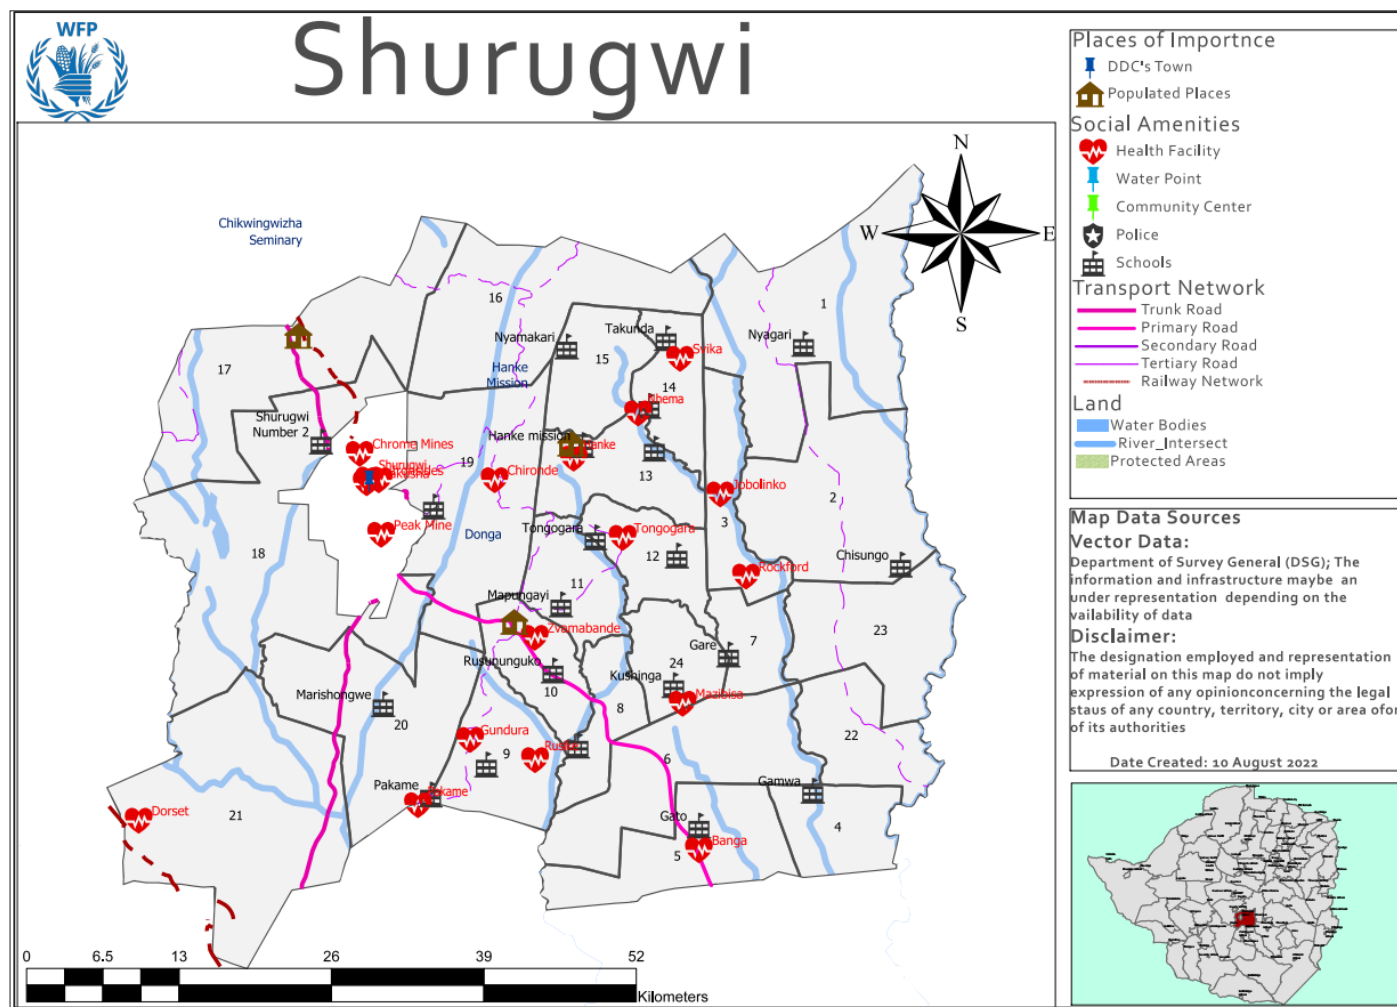 WFP
Shurugwi
Chikwingwizha
Seminary
N
W
E
S
1
16
Nyamakari
Takunda
Nyagari
Svika
15
17
Hanke
Mission
14
Shurugwi
Number 2
Hanke mission
Chrome Mines
Shurugwi
19
Chironde
13
Jobolinko
2
3
Peak Mine
Donga
Tongogara
Tongogara
12
18
Chisungo
Rockford
11
Mapungayi
Zvamabande
7
23
Gare
Rusununguko
24
Kushinga
10
Marishongwe
8
Mazibisa
20
Gundura
9
6
22
Pakame
Gamwa
Dorset
21
Gato
4
5
Banga
0
6.5
13
26
39
52
Kilometers
Places of Importnce
DDC's Town
Populated Places
Social Amenities
Health Facility
Water Point
Community Center
Police
Schools
Transport Network
Trunk Road
Primary Road
Secondary Road
Tertiary Road
Railway Network
Land
Water Bodies
River_Intersect
Protected Areas
Map Data Sources
Vector Data:
Department of Survey General (DSG); The
information and infrastructure maybe an
under representation depending on the
vailability of data
Disclaimer:
The designation employed and representation
of material on this map do not imply
expression of any opinionconcerning the legal
staus of any country, territory, city or area ofor
of its authorities
Date Created: 10 August 2022